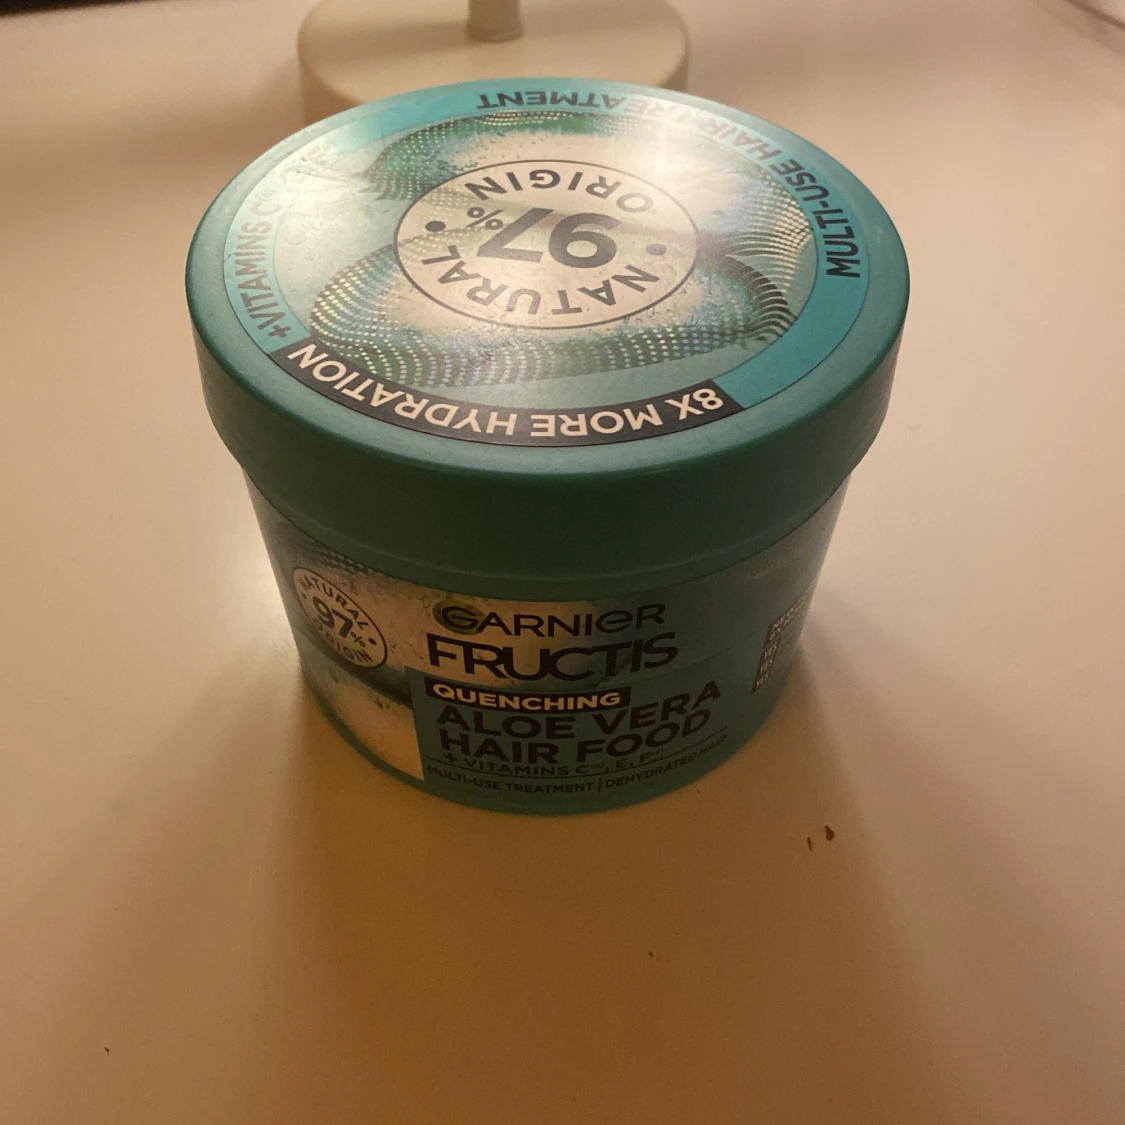 MULTI-USE HAIR TREATMENT
+VITAMINS
8X MORE HYDRATION
NATURAL
97%
ORIGIN
NATURAL
97%
ORIGIN
GARNIER
FRUCTIS
QUENCHING
ALOE VERA
HAIR FOOD
+ VITAMINS C, E, F
MULTI-USE TREATMENT | DEHYDRATED HAIR